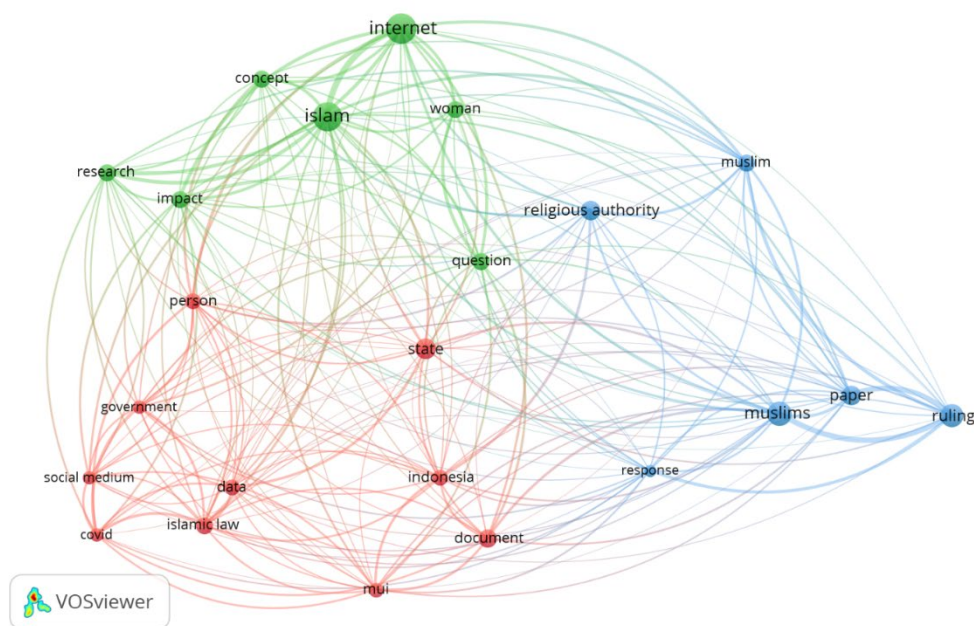 internet
concept
islam
woman
research
muslim
impact
religious authority
question
person
state
government
paper
muslims
ruling
response
social medium
indonesia
data
islamic law
covid
document
mui
VOSviewer